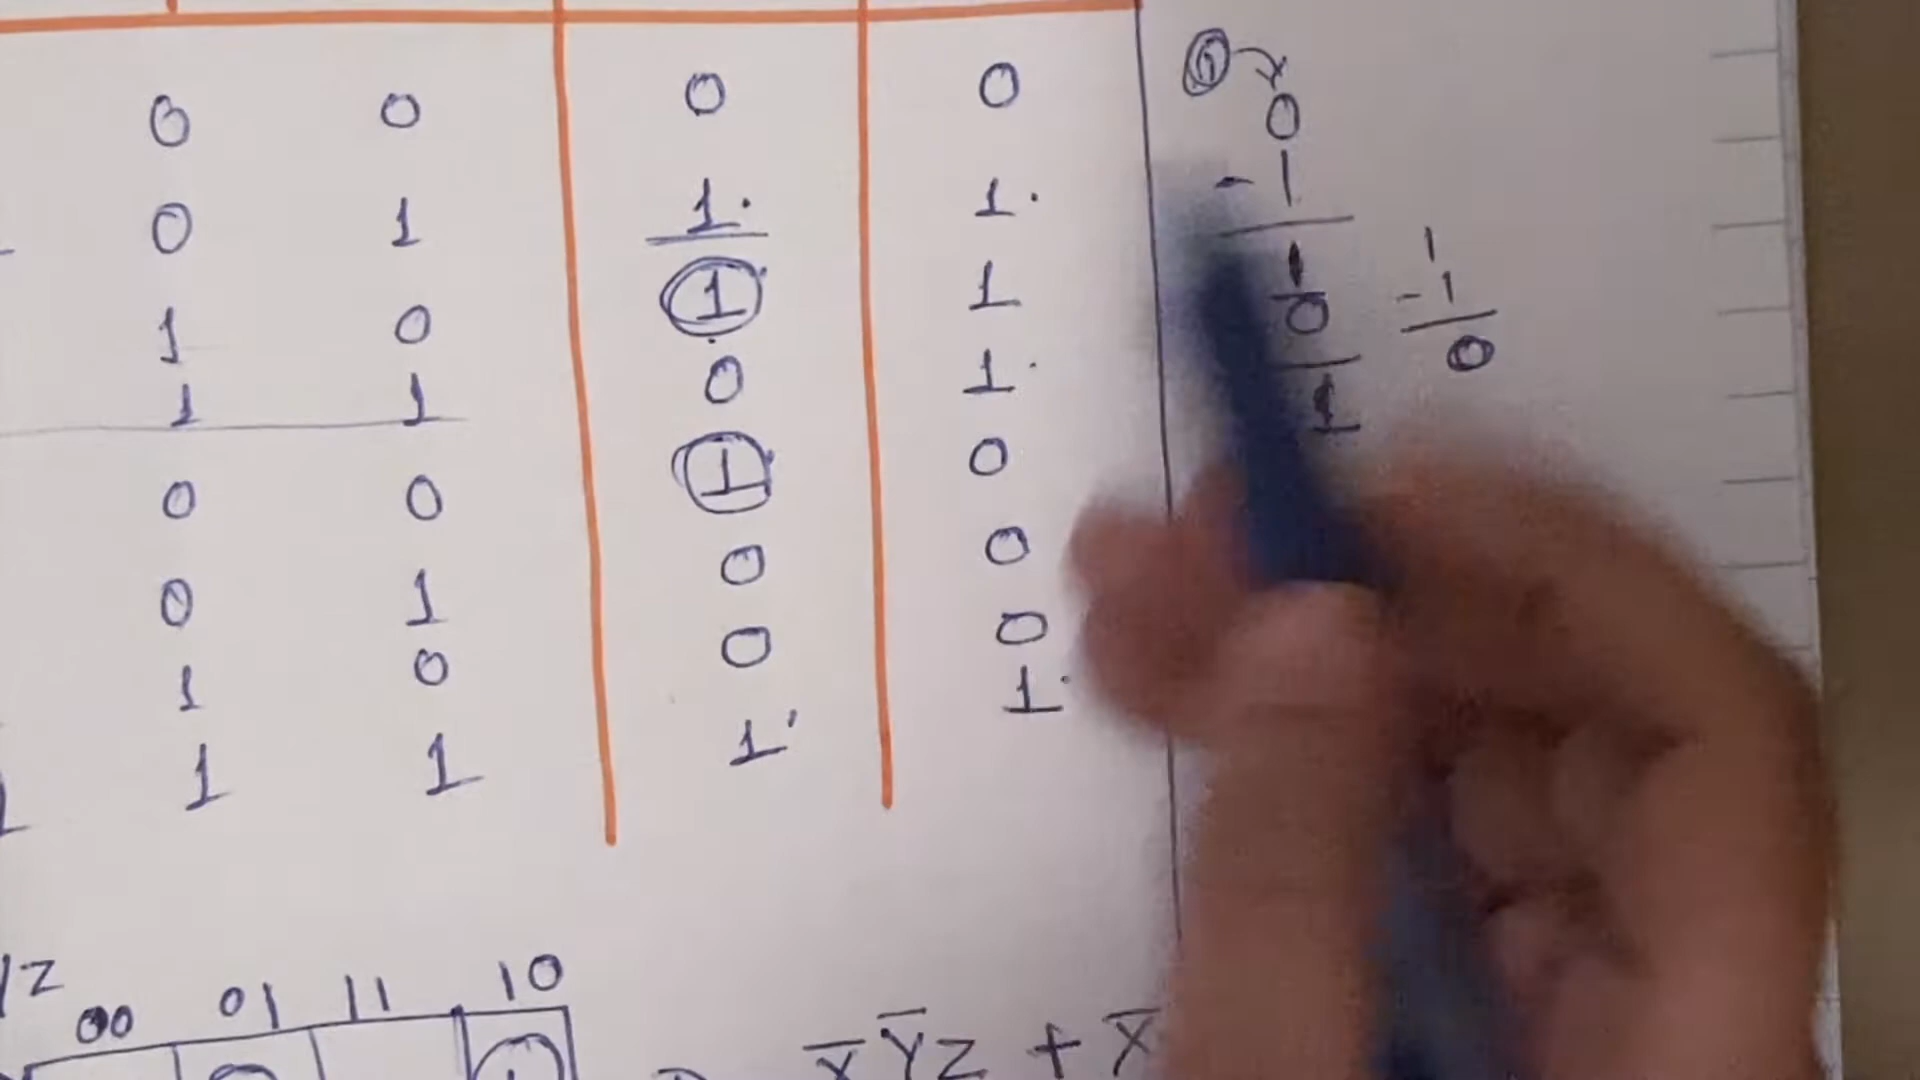 0 0 0 0
0 1 1. 1.
1 0 1 1
1 1 0 1.
0 0 1 0
0 1 0 0
1 0 0 0
1 1 1 1.
0
- 1
1
0
1
1
- 1
0
YZ
00 01 11 10
X̅Y̅Z + X̅